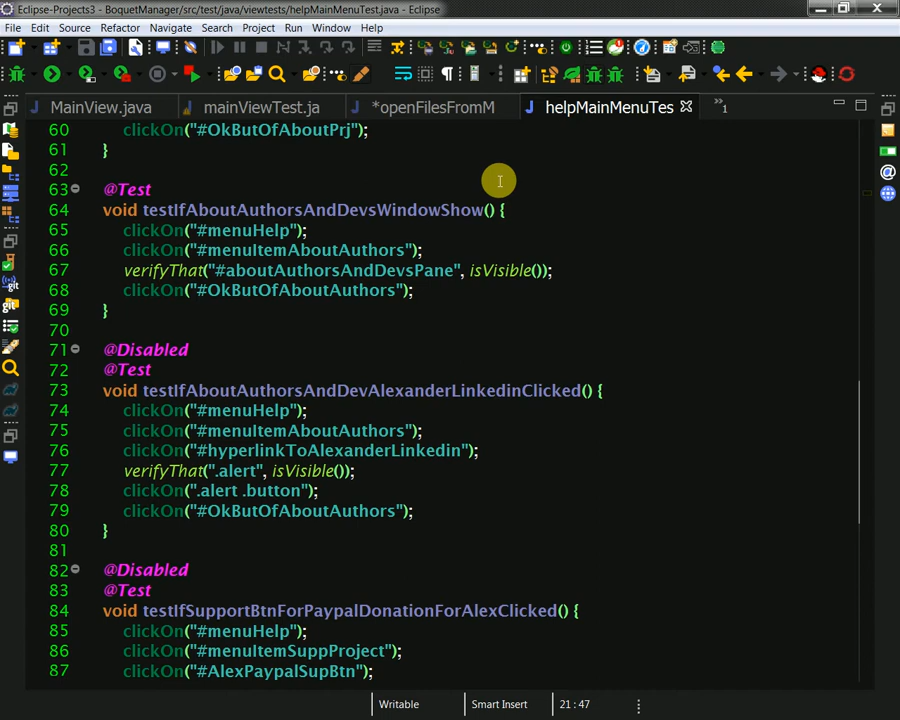 Eclipse-Projects3 - BoquetManager/src/test/java/viewtests/helpMainMenuTest.java - Eclipse
File Edit Source Refactor Navigate Search Project Run Window Help
MainView.java mainViewTest.ja *openFilesFromM helpMainMenuTes »1
60 clickOn("#OkButOfAboutPrj");
61 }
62
63 @Test
64 void testIfAboutAuthorsAndDevsWindowShow() {
65 clickOn("#menuHelp");
66 clickOn("#menuItemAboutAuthors");
67 verifyThat("#aboutAuthorsAndDevsPane", isVisible());
68 clickOn("#OkButOfAboutAuthors");
69 }
70
71 @Disabled
72 @Test
73 void testIfAboutAuthorsAndDevAlexanderLinkedinClicked() {
74 clickOn("#menuHelp");
75 clickOn("#menuItemAboutAuthors");
76 clickOn("#hyperlinkToAlexanderLinkedin");
77 verifyThat(".alert", isVisible());
78 clickOn(".alert .button");
79 clickOn("#OkButOfAboutAuthors");
80 }
81
82 @Disabled
83 @Test
84 void testIfSupportBtnForPaypalDonationForAlexClicked() {
85 clickOn("#menuHelp");
86 clickOn("#menuItemSuppProject");
87 clickOn("#AlexPaypalSupBtn");
Writable Smart Insert 21 : 47